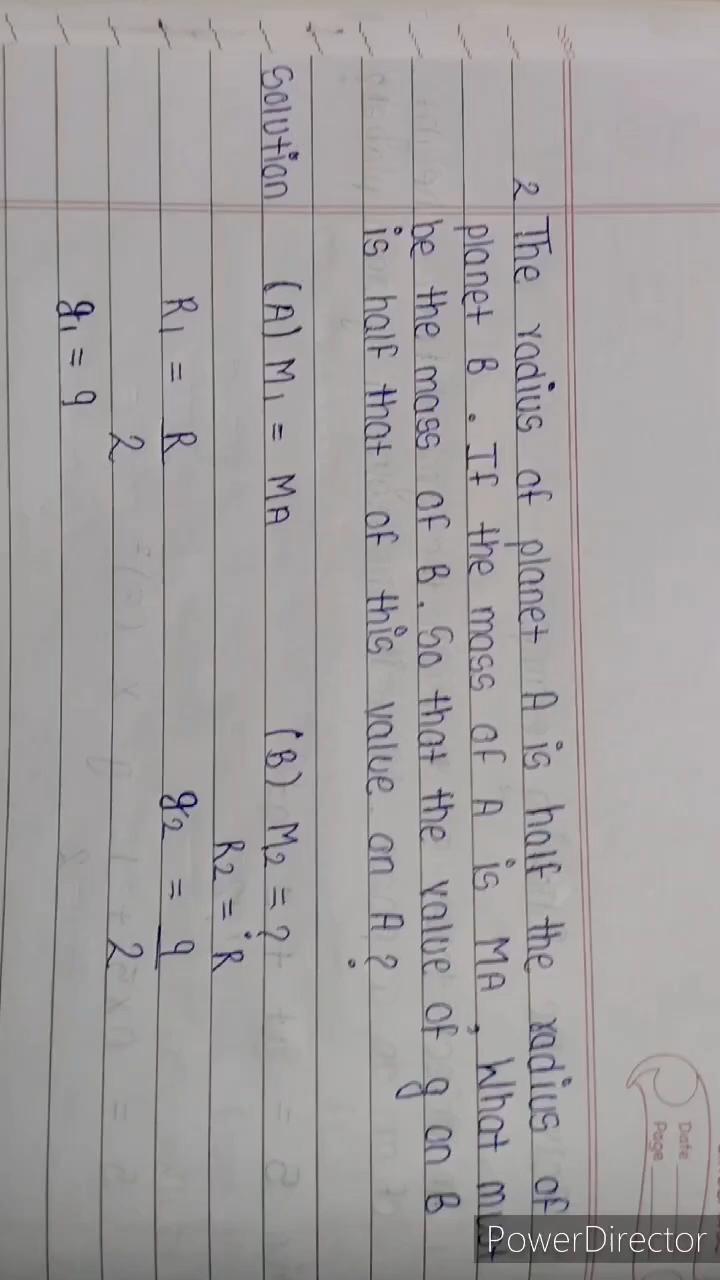 Date
Page
2 The radius of planet A is half the radius of
planet B. If the mass of A is MA, What must
be the mass of B. So that the value of g on B
is half that of this value on A?
Solution (A) M1 = MA (B) M2 = ?
R2 = R
R1 = R g2 = g
2 2
g1 = g
PowerDirector